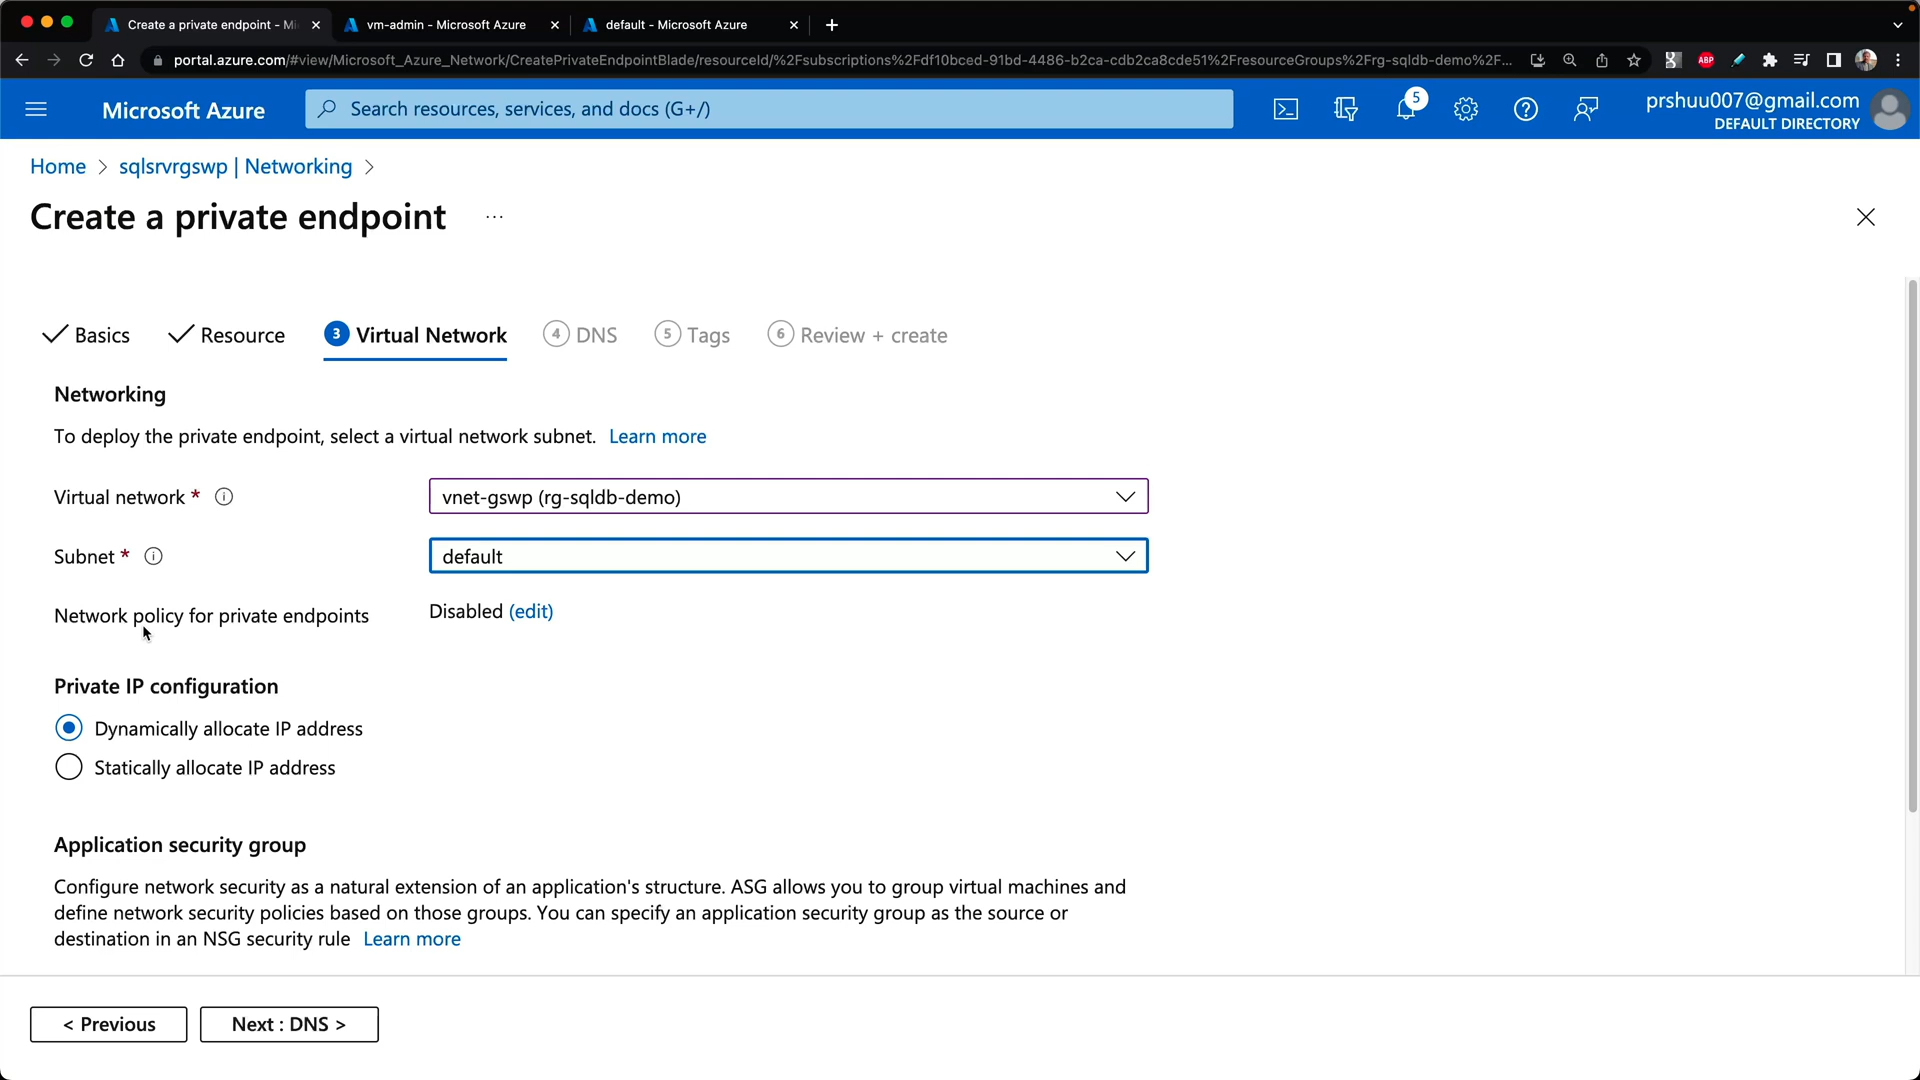 Create a private endpoint - Mi
vm-admin - Microsoft Azure
default - Microsoft Azure
portal.azure.com/#view/Microsoft_Azure_Network/CreatePrivateEndpointBlade/resourceId/%2Fsubscriptions%2Fdf10bced-91bd-4486-b2ca-cdb2ca8cde51%2FresourceGroups%2Frg-sqldb-demo%2F...
ABP
Microsoft Azure
Search resources, services, and docs (G+/)
5
prshuu007@gmail.com
DEFAULT DIRECTORY
Home > sqlsrvrgswp | Networking >
Create a private endpoint ...
Basics
Resource
3 Virtual Network
4 DNS
5 Tags
6 Review + create
Networking
To deploy the private endpoint, select a virtual network subnet. Learn more
Virtual network *
vnet-gswp (rg-sqldb-demo)
Subnet *
default
Network policy for private endpoints
Disabled (edit)
Private IP configuration
Dynamically allocate IP address
Statically allocate IP address
Application security group
Configure network security as a natural extension of an application's structure. ASG allows you to group virtual machines and
define network security policies based on those groups. You can specify an application security group as the source or
destination in an NSG security rule Learn more
< Previous
Next : DNS >